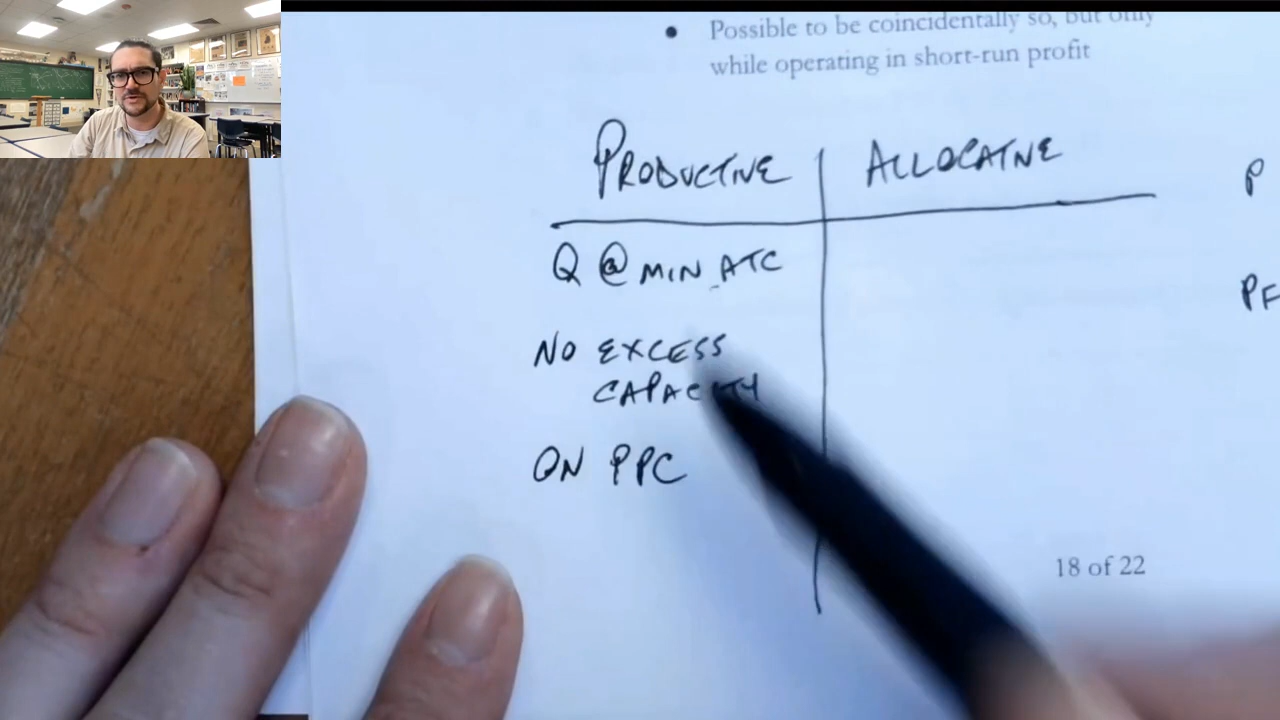 • Possible to be coincidentally so, but only
while operating in short-run profit
PRODUCTIVE
ALLOCATIVE
P
Q @ MIN ATC
PF
NO EXCESS
CAPACITY
ON PPC
18 of 22